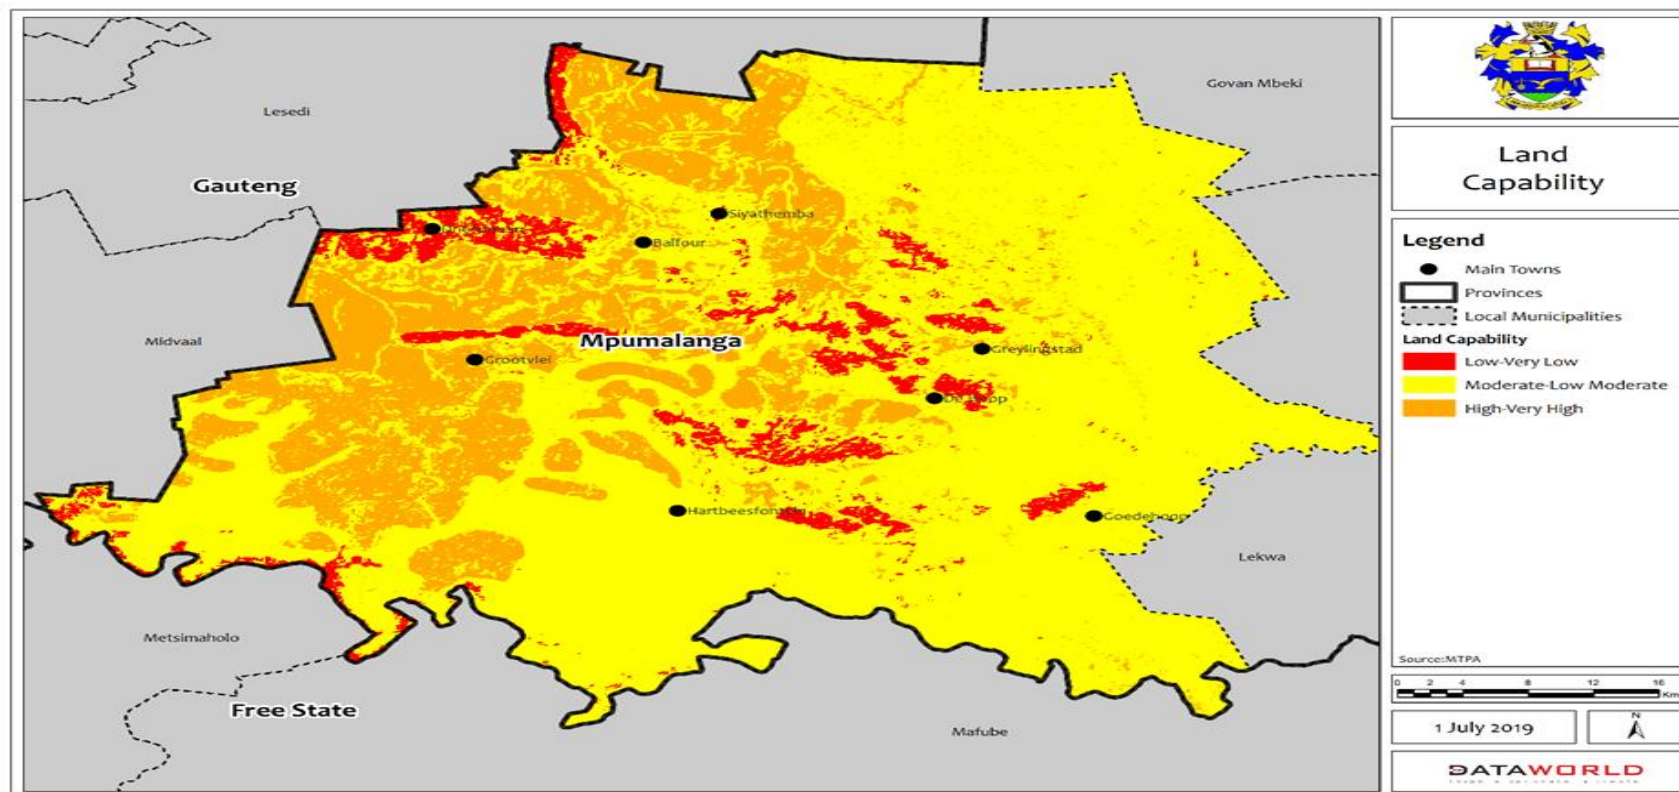 Lesedi
Govan Mbeki
Gauteng
Siyathemba
Balfour
Midvaal
Mpumalanga
Greylingstad
Grootvlei
Goedehoop
Lekwa
Metsimaholo
Free State
Mafube
Land
Capability
Legend
Main Towns
Provinces
Local Municipalities
Land Capability
Low-Very Low
Moderate-Low Moderate
High-Very High
Source:MTPA
0 2 4 8 12 16
Km
1 July 2019
N
DATAWORLD